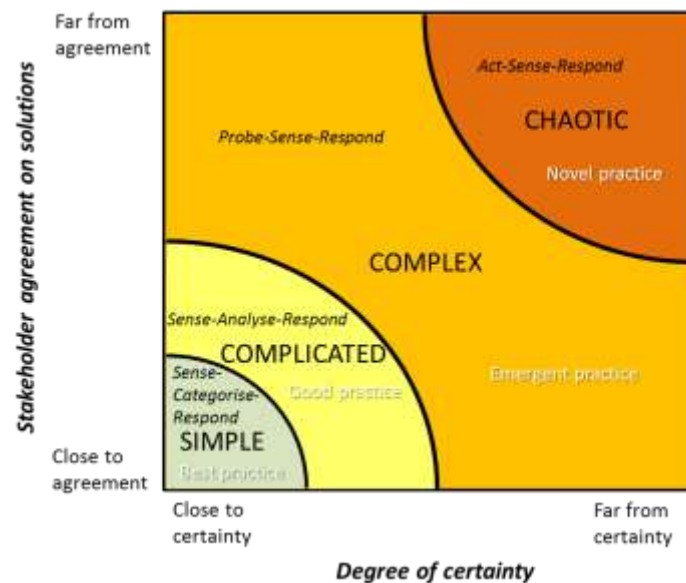 Far from
agreement
Stakeholder agreement on solutions
Act-Sense-Respond
CHAOTIC
Novel practice
Probe-Sense-Respond
COMPLEX
Sense-Analyse-Respond
COMPLICATED
Good practice
Emergent practice
Sense-
Categorise-
Respond
SIMPLE
Best practice
Close to
agreement
Close to
certainty
Far from
certainty
Degree of certainty